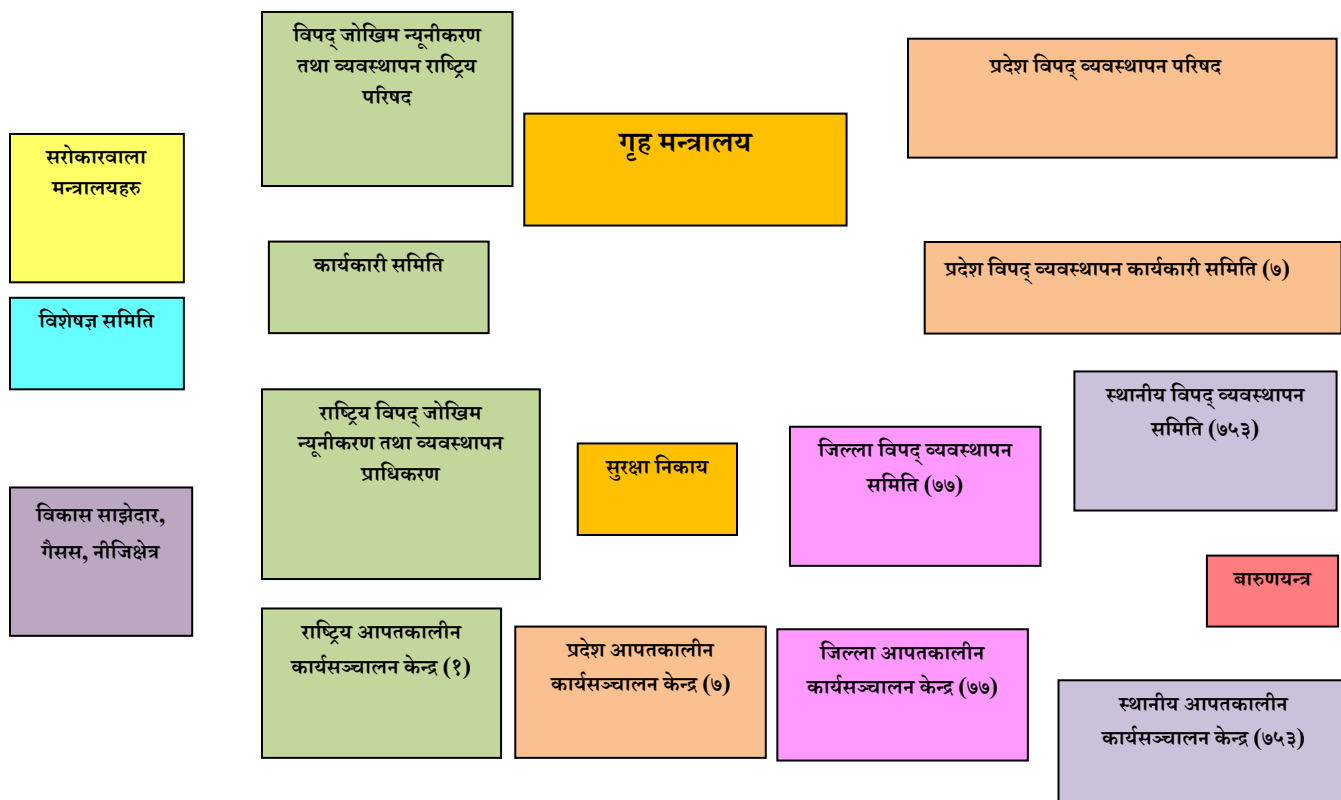 विपद् जोखिम न्यूनीकरण
तथा व्यवस्थापन राष्ट्रिय
परिषद
प्रदेश विपद् व्यवस्थापन परिषद
गृह मन्त्रालय
सरोकारवाला
मन्त्रालयहरु
कार्यकारी समिति
प्रदेश विपद् व्यवस्थापन कार्यकारी समिति (७)
विशेषज्ञ समिति
राष्ट्रिय विपद् जोखिम
न्यूनीकरण तथा व्यवस्थापन
प्राधिकरण
सुरक्षा निकाय
जिल्ला विपद् व्यवस्थापन
समिति (७७)
स्थानीय विपद् व्यवस्थापन
समिति (७५३)
विकास साझेदार,
गैसस, नीजिक्षेत्र
बारुणयन्त्र
राष्ट्रिय आपतकालीन
कार्यसञ्चालन केन्द्र (१)
प्रदेश आपतकालीन
कार्यसञ्चालन केन्द्र (७)
जिल्ला आपतकालीन
कार्यसञ्चालन केन्द्र (७७)
स्थानीय आपतकालीन
कार्यसञ्चालन केन्द्र (७५३)